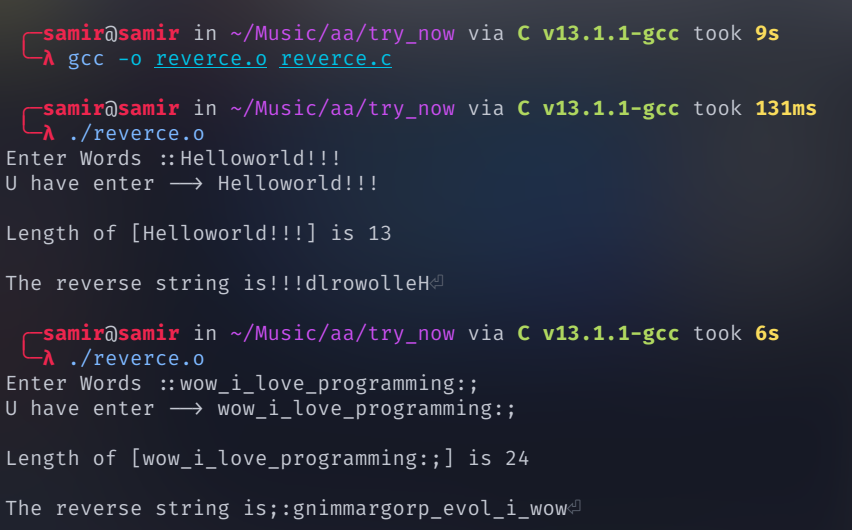 samir@samir in ~/Music/aa/try_now via C v13.1.1-gcc took 9s
λ gcc -o reverce.o reverce.c
samir@samir in ~/Music/aa/try_now via C v13.1.1-gcc took 131ms
λ ./reverce.o
Enter Words ::Helloworld!!!
U have enter --> Helloworld!!!
Length of [Helloworld!!!] is 13
The reverse string is!!!dlrowolleH⏎
samir@samir in ~/Music/aa/try_now via C v13.1.1-gcc took 6s
λ ./reverce.o
Enter Words ::wow_i_love_programming:;
U have enter --> wow_i_love_programming:;
Length of [wow_i_love_programming:;] is 24
The reverse string is;:gnimmargorp_evol_i_wow⏎